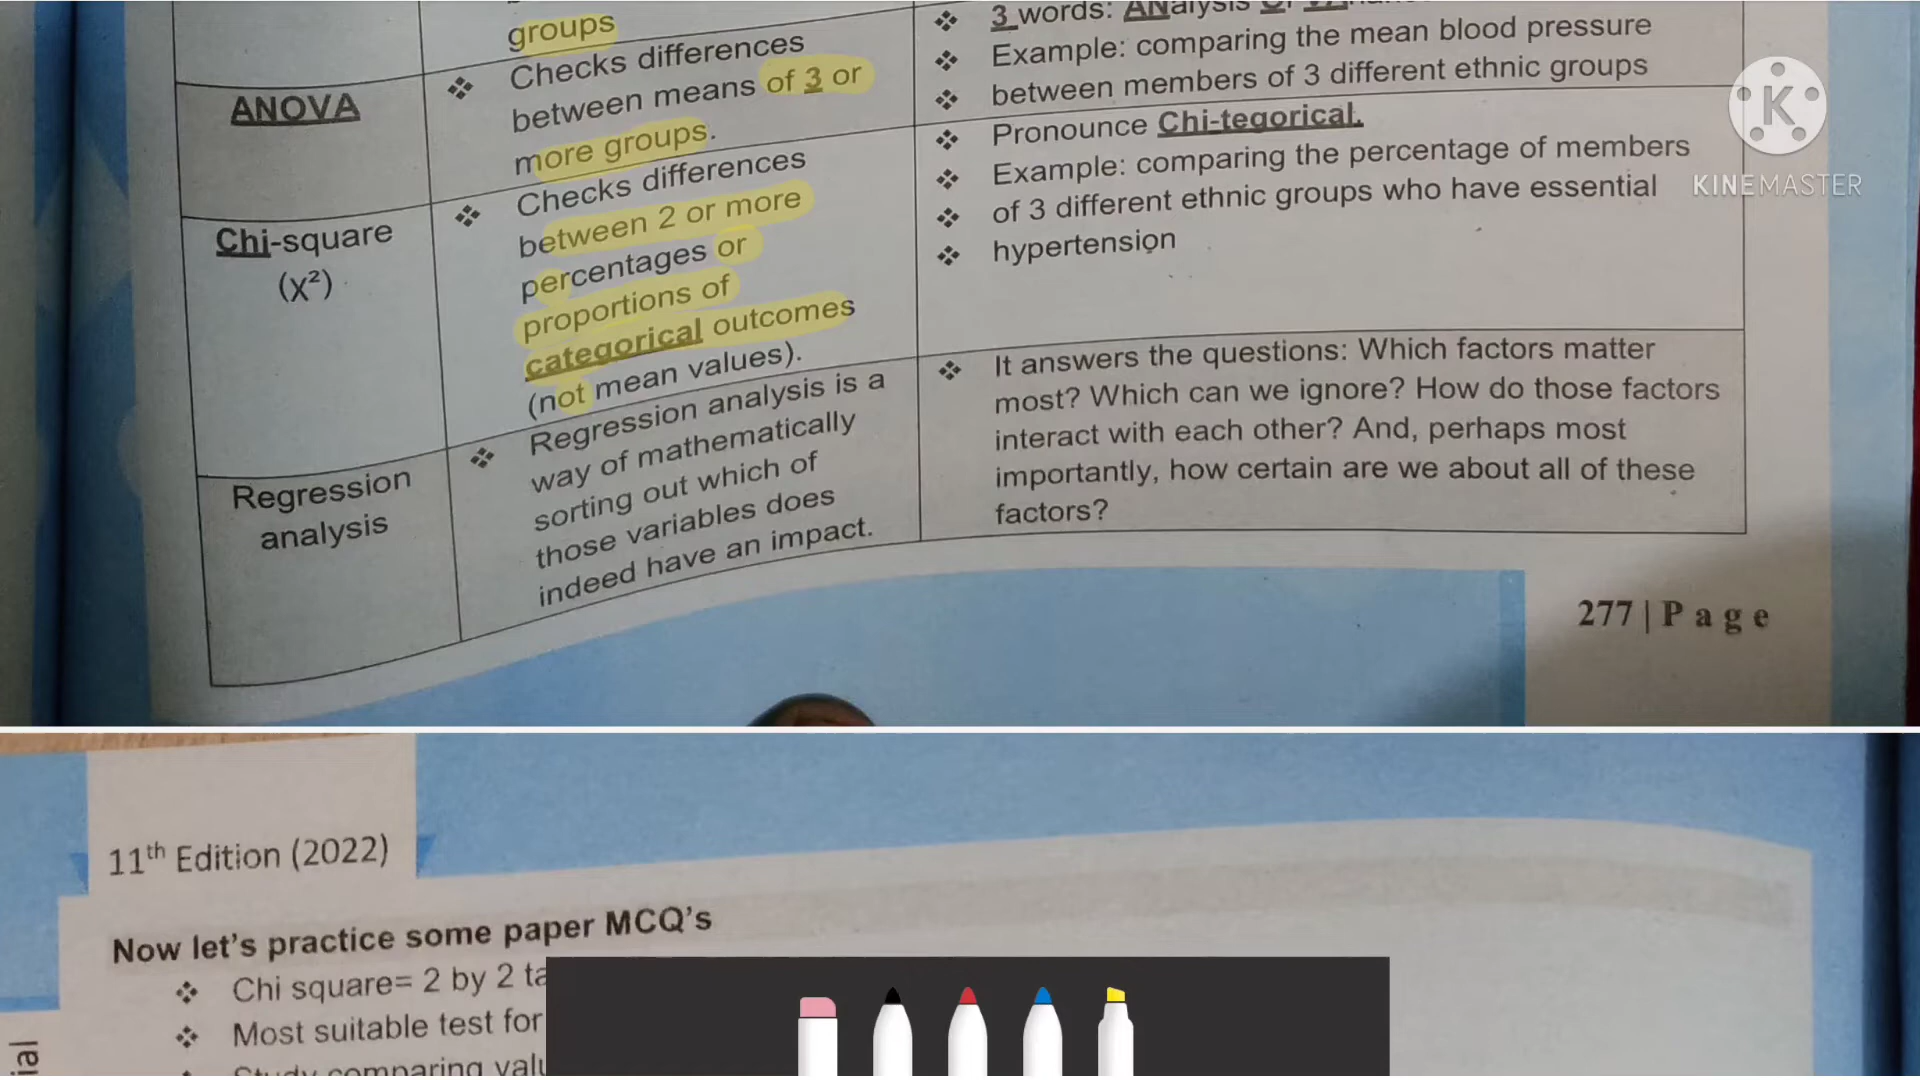 groups
ANOVA
Checks differences
between means of 3 or
more groups.
3 words: ANalysis
Example: comparing the mean blood pressure
between members of 3 different ethnic groups
Chi-square
(x²)
Checks differences
between 2 or more
percentages or
proportions of
categorical outcomes
(not mean values).
Pronounce Chi-tegorical.
Example: comparing the percentage of members
of 3 different ethnic groups who have essential
hypertension
Regression
analysis
Regression analysis is a
way of mathematically
sorting out which of
those variables does
indeed have an impact.
It answers the questions: Which factors matter
most? Which can we ignore? How do those factors
interact with each other? And, perhaps most
importantly, how certain are we about all of these
factors?
K
KINEMASTER
277 | P a g e
11th Edition (2022)
Now let's practice some paper MCQ's
Chi square= 2 by 2 ta
Most suitable test for
Study comparing valu
ial